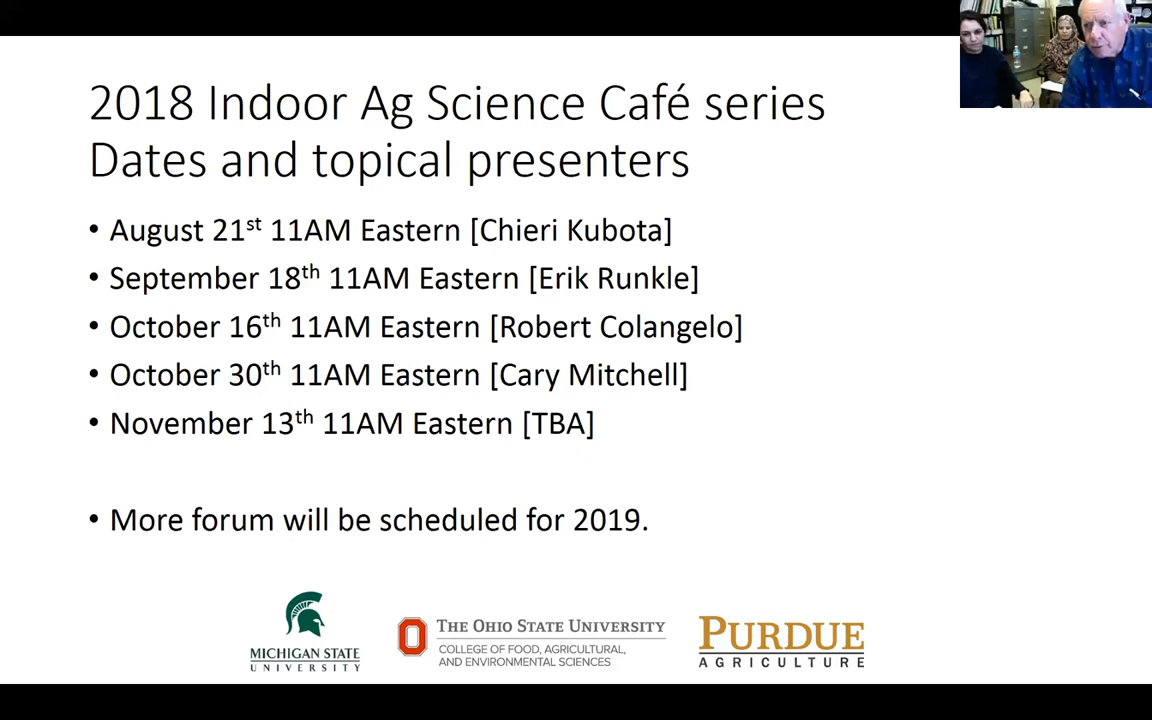 2018 Indoor Ag Science Café series
Dates and topical presenters
• August 21st 11AM Eastern [Chieri Kubota]
• September 18th 11AM Eastern [Erik Runkle]
• October 16th 11AM Eastern [Robert Colangelo]
• October 30th 11AM Eastern [Cary Mitchell]
• November 13th 11AM Eastern [TBA]
• More forum will be scheduled for 2019.
MICHIGAN STATE
UNIVERSITY
THE OHIO STATE UNIVERSITY
COLLEGE OF FOOD, AGRICULTURAL,
AND ENVIRONMENTAL SCIENCES
PURDUE
AGRICULTURE